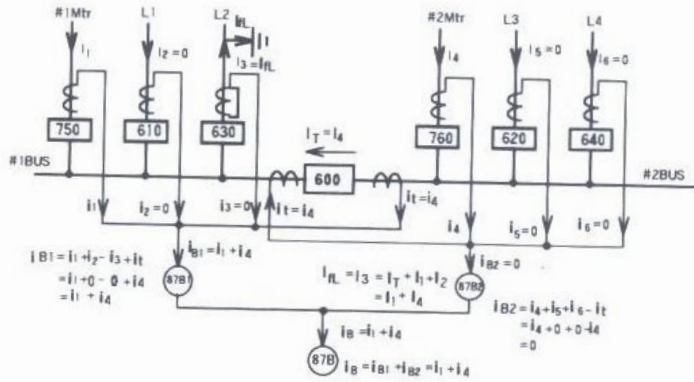 #1Mtr
L1
L2
#2Mtr
L3
L4
IfL
I1
I2=0
I3=IfL
I4
I5=0
I6=0
750
610
630
760
620
640
IT=I4
600
#1BUS
#2BUS
i1
i2=0
i3=0
it=i4
it=i4
i4
i5=0
i6=0
iB1=i1+i2-i3+it
=i1+0-0+i4
=i1+i4
iB1=i1+i4
87B1
IfL=I3=IT+I1+I2
=I1+I4
iB2=0
87B2
iB2=i4+i5+i6-it
=i4+0+0-i4
=0
iB=i1+i4
87B
iB=iB1+iB2=i1+i4